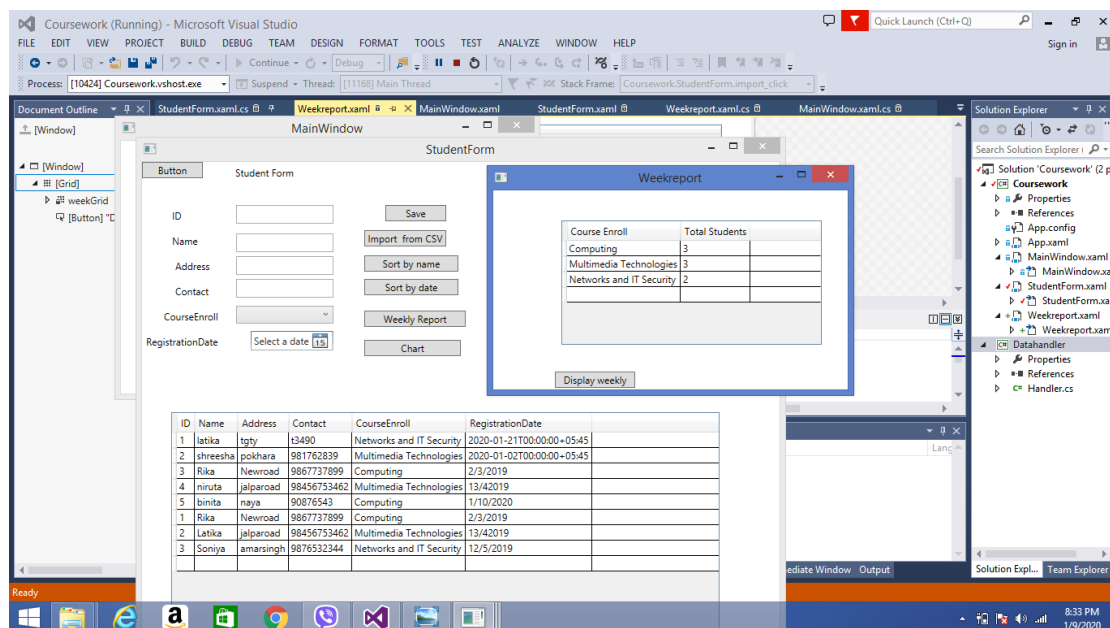 Coursework (Running) - Microsoft Visual Studio
Quick Launch (Ctrl+Q)
FILE EDIT VIEW PROJECT BUILD DEBUG TEAM DESIGN FORMAT TOOLS TEST ANALYZE WINDOW HELP
Sign in
Continue Debug
Process: [10424] Coursework.vshost.exe Suspend Thread: [11168] Main Thread Stack Frame: Coursework.StudentForm.import_click
Document Outline
StudentForm.xaml.cs Weekreport.xaml MainWindow.xaml StudentForm.xaml Weekreport.xaml.cs MainWindow.xaml.cs
[Window]
[Window]
[Grid]
weekGrid
[Button] "D
MainWindow
StudentForm
Button
Student Form
ID
Save
Name
Import from CSV
Address
Sort by name
Contact
Sort by date
CourseEnroll
Weekly Report
RegistrationDate
Select a date 15
Chart
Weekreport
Course Enroll Total Students
Computing 3
Multimedia Technologies 3
Networks and IT Security 2
Display weekly
ID Name Address Contact CourseEnroll RegistrationDate
1 latika tgty t3490 Networks and IT Security 2020-01-21T00:00:00+05:45
2 shreesha pokhara 981762839 Multimedia Technologies 2020-01-02T00:00:00+05:45
3 Rika Newroad 9867737899 Computing 2/3/2019
4 niruta jalparoad 98456753462 Multimedia Technologies 13/42019
5 binita naya 90876543 Computing 1/10/2020
1 Rika Newroad 9867737899 Computing 2/3/2019
2 Latika jalparoad 98456753462 Multimedia Technologies 13/42019
3 Soniya amarsingh 9876532344 Networks and IT Security 12/5/2019
Solution Explorer
Search Solution Explorer (
Solution 'Coursework' (2 p
Coursework
Properties
References
App.config
App.xaml
MainWindow.xaml
MainWindow.xa
StudentForm.xaml
StudentForm.xa
Weekreport.xaml
Weekreport.xam
Datahandler
Properties
References
Handler.cs
Lang
ediate Window Output
Solution Expl... Team Explorer
Ready
8:33 PM
1/9/2020